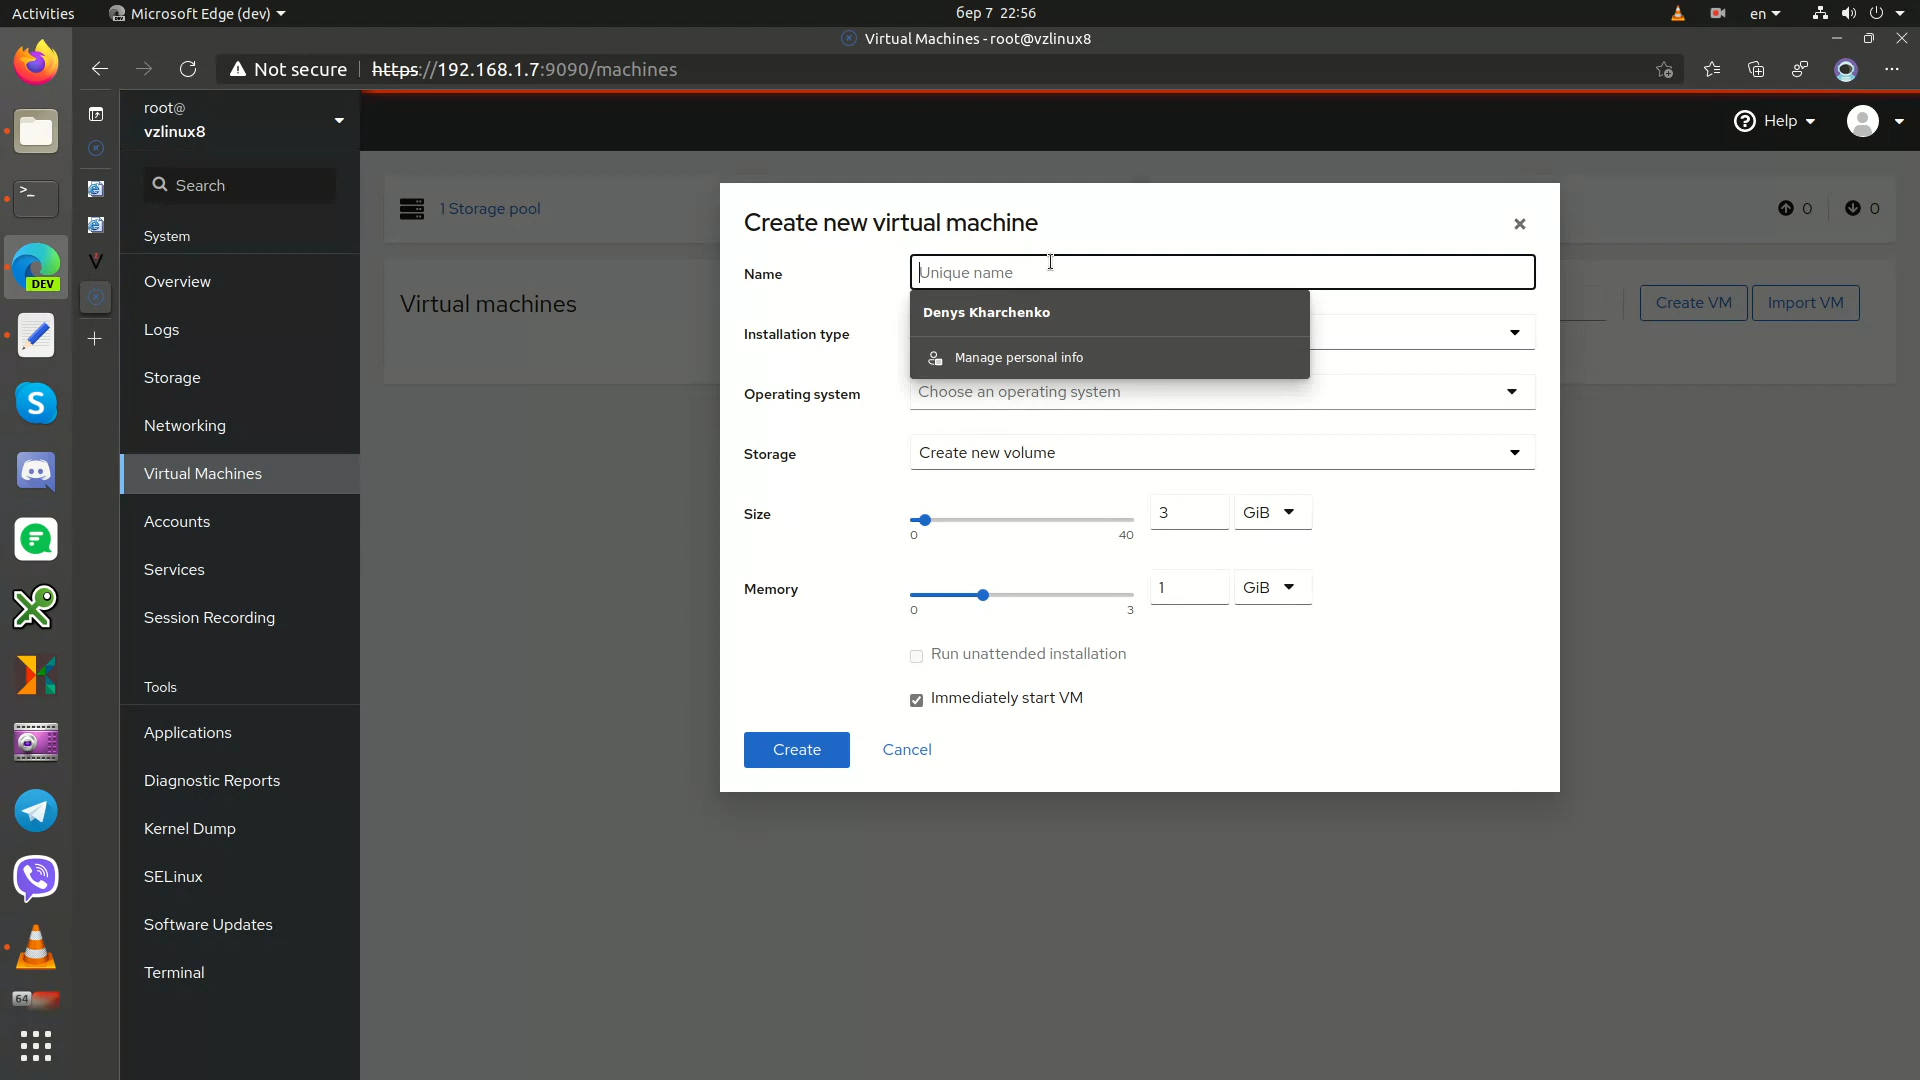 Activities
Microsoft Edge (dev)
бер 7 22:56
en
Virtual Machines - root@vzlinux8
Not secure
https://192.168.1.7:9090/machines
root@
vzlinux8
Help
Search
1 Storage pool
0
0
System
Overview
Logs
Storage
Networking
Virtual Machines
Accounts
Services
Session Recording
Tools
Applications
Diagnostic Reports
Kernel Dump
SELinux
Software Updates
Terminal
Virtual machines
Create VM
Import VM
Create new virtual machine
Name
Unique name
Denys Kharchenko
Manage personal info
Installation type
Operating system
Choose an operating system
Storage
Create new volume
Size
0
40
3
GiB
Memory
0
3
1
GiB
Run unattended installation
Immediately start VM
Create
Cancel
DEV
64